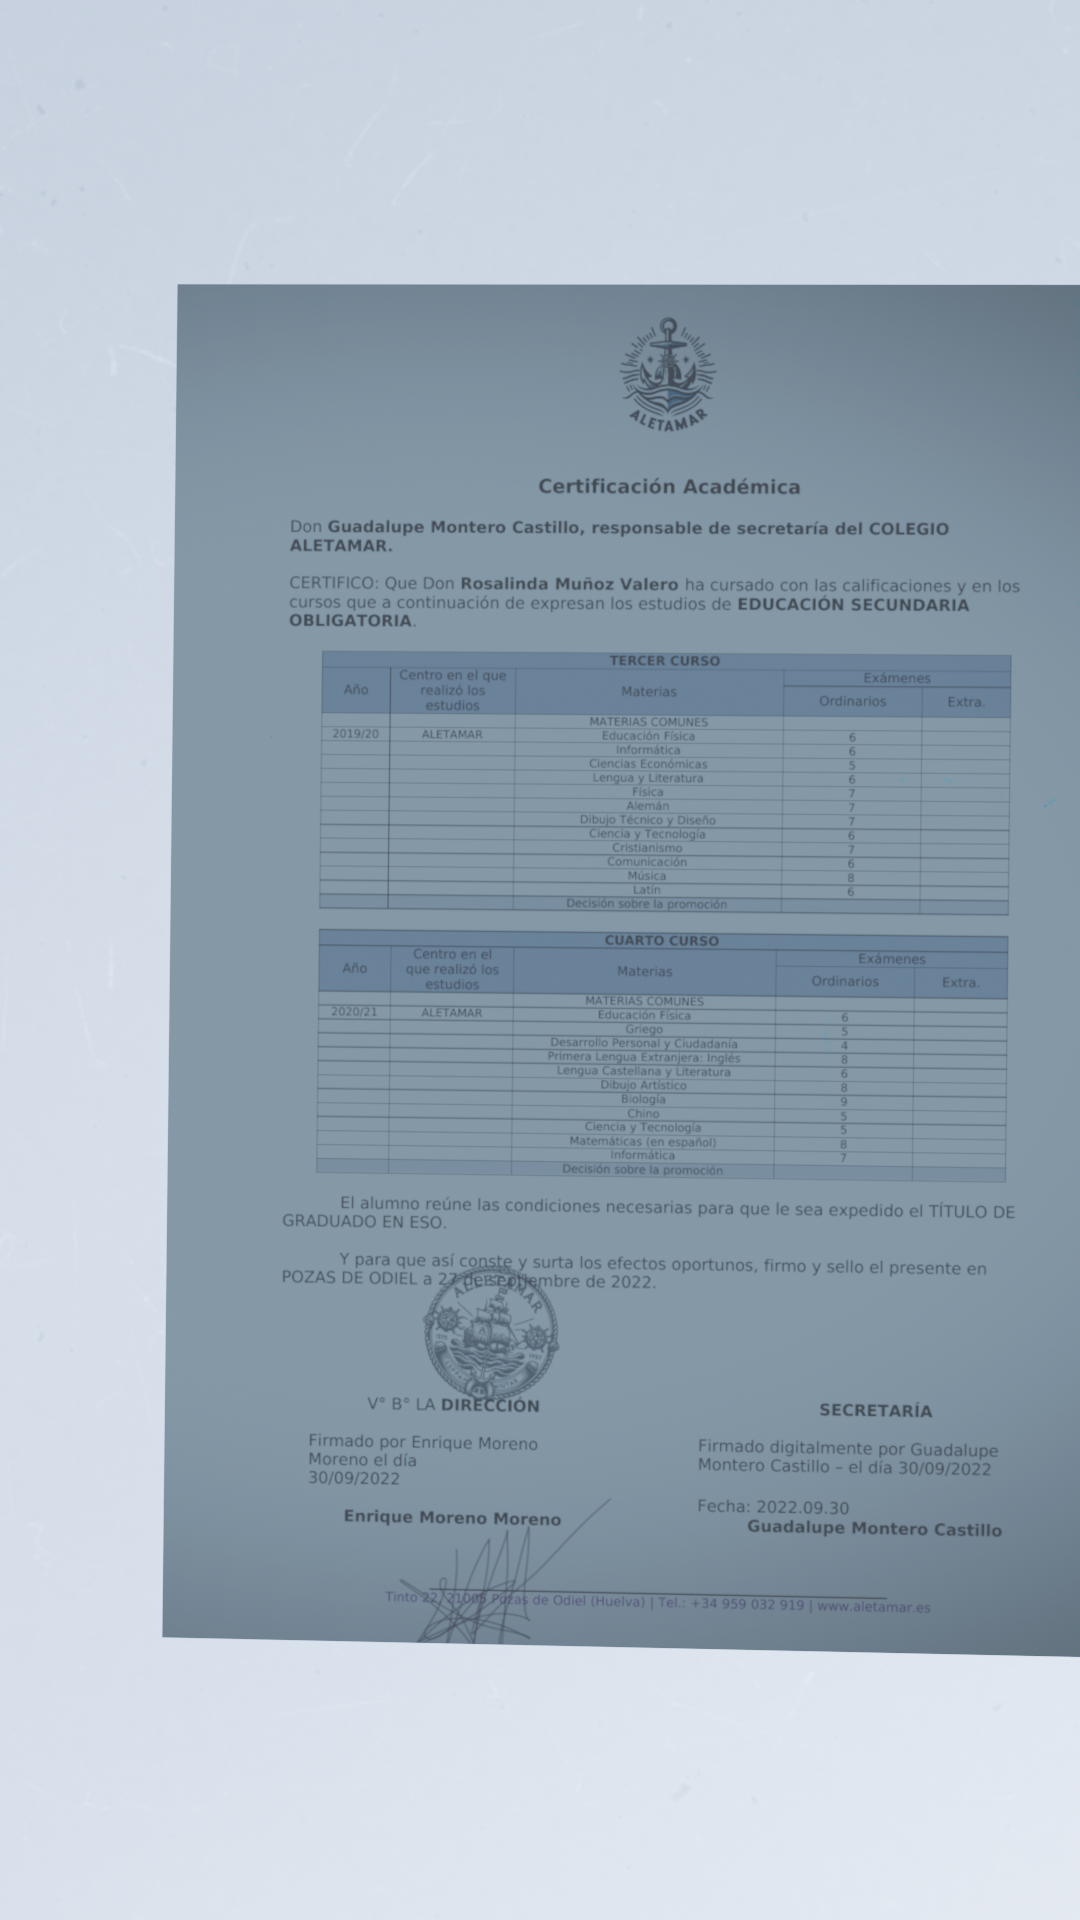 ALETAMAR
Certificación Académica
Don Guadalupe Montero Castillo, responsable de secretaría del COLEGIO
ALETAMAR.
CERTIFICO: Que Don Rosalinda Muñoz Valero ha cursado con las calificaciones y en los
cursos que a continuación de expresan los estudios de EDUCACIÓN SECUNDARIA
OBLIGATORIA.
TERCER CURSO
Año Centro en el que realizó los estudios Materias Exámenes
Ordinarios Extra.
MATERIAS COMUNES
2019/20 ALETAMAR Educación Física 6
Informática 6
Ciencias Económicas 5
Lengua y Literatura 6
Física 7
Alemán 7
Dibujo Técnico y Diseño 7
Ciencia y Tecnología 6
Cristianismo 7
Comunicación 6
Música 8
Latín 6
Decisión sobre la promoción
CUARTO CURSO
Año Centro en el que realizó los estudios Materias Exámenes
Ordinarios Extra.
MATERIAS COMUNES
2020/21 ALETAMAR Educación Física 6
Griego 5
Desarrollo Personal y Ciudadanía 4
Primera Lengua Extranjera: Inglés 8
Lengua Castellana y Literatura 6
Dibujo Artístico 8
Biología 9
Chino 5
Ciencia y Tecnología 5
Matemáticas (en español) 8
Informática 7
Decisión sobre la promoción
El alumno reúne las condiciones necesarias para que le sea expedido el TÍTULO DE
GRADUADO EN ESO.
Y para que así conste y surta los efectos oportunos, firmo y sello el presente en
POZAS DE ODIEL a 27 de septiembre de 2022.
ALETAMAR
V° B° LA DIRECCIÓN
SECRETARÍA
Firmado por Enrique Moreno
Moreno el día
30/09/2022
Firmado digitalmente por Guadalupe
Montero Castillo – el día 30/09/2022
Fecha: 2022.09.30
Enrique Moreno Moreno
Guadalupe Montero Castillo
Tinto 22, 21005 Pozas de Odiel (Huelva) | Tel.: +34 959 032 919 | www.aletamar.es